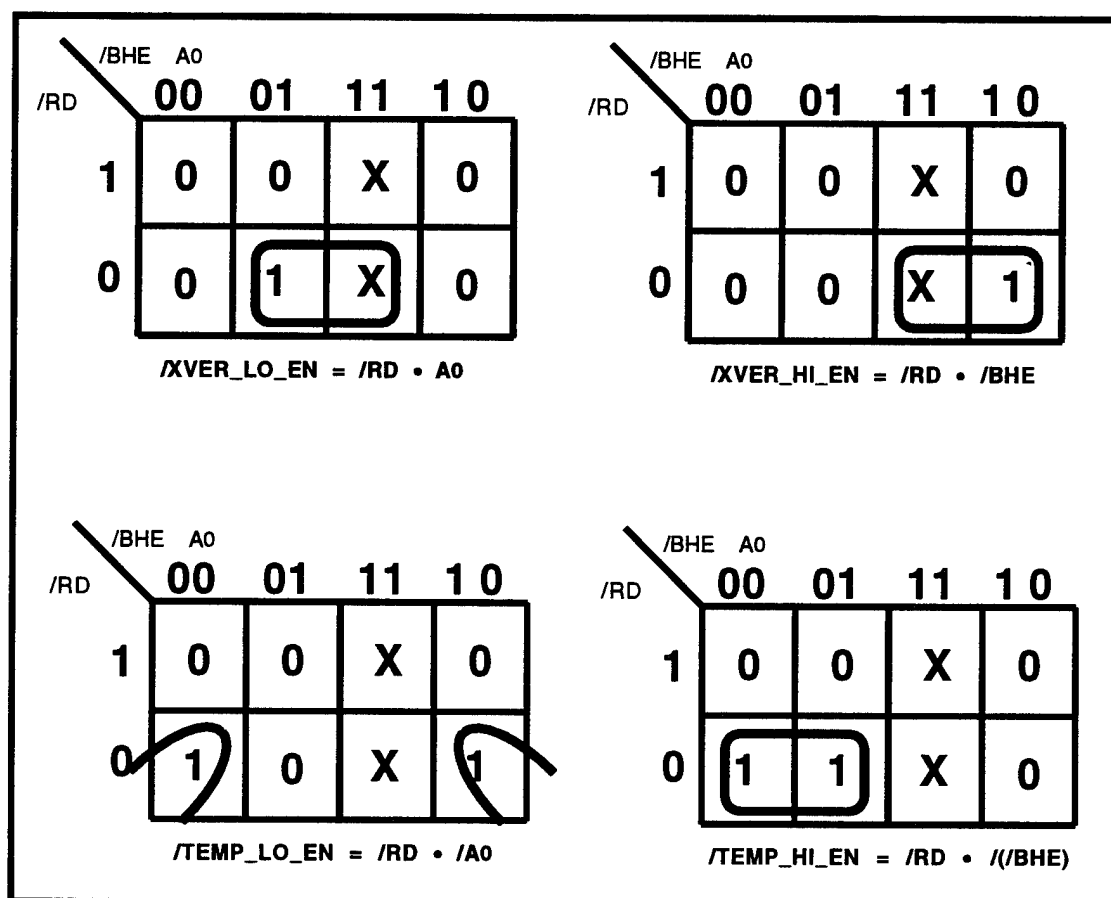 /BHE A0
/RD 00 01 11 1 0
1 0 0 X 0
0 0 1 X 0
/XVER_LO_EN = /RD • A0
/BHE A0
/RD 00 01 11 1 0
1 0 0 X 0
0 0 0 X 1
/XVER_HI_EN = /RD • /BHE
/BHE A0
/RD 00 01 11 1 0
1 0 0 X 0
0 1 0 X 1
/TEMP_LO_EN = /RD • /A0
/BHE A0
/RD 00 01 11 1 0
1 0 0 X 0
0 1 1 X 0
/TEMP_HI_EN = /RD • /(/BHE)